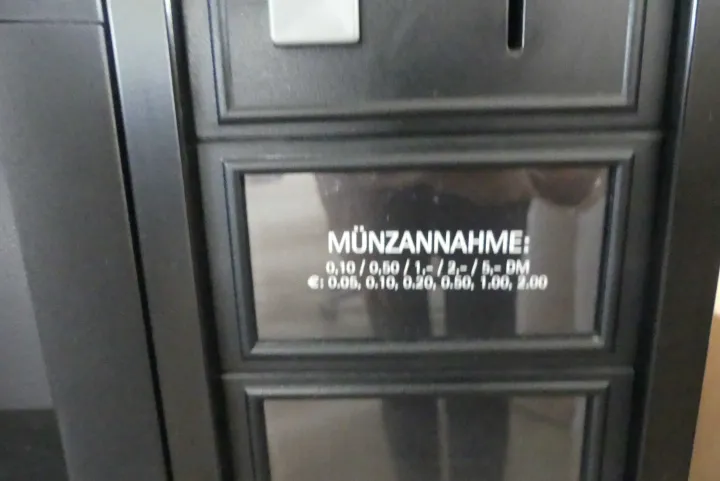 MÜNZANNAHME:
0,10 / 0,50 / 1,- / 2,- / 5,- DM
€: 0.05, 0.10, 0.20, 0.50, 1.00, 2.00